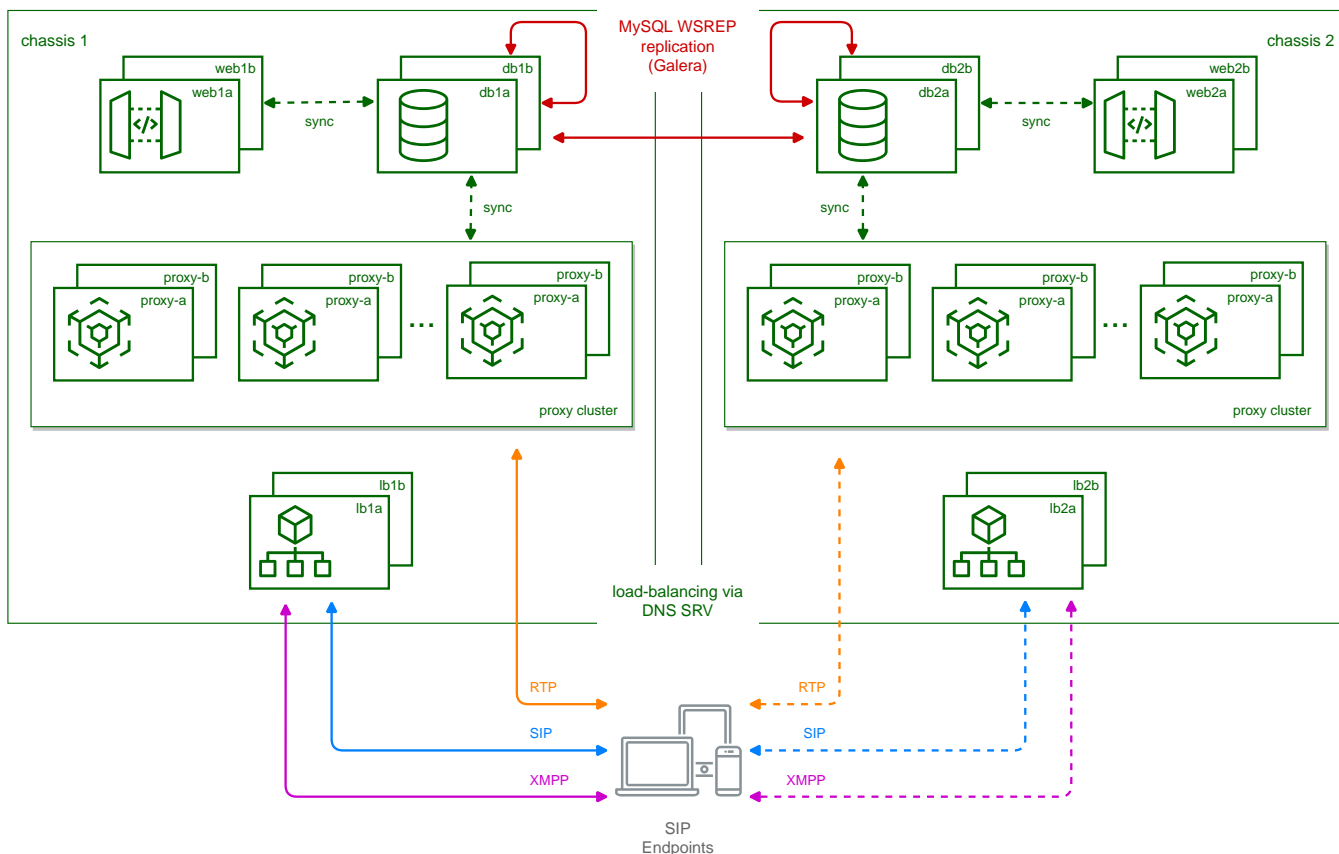 MySQL WSREP
replication
(Galera)
chassis 1
chassis 2
web1b
web1a
sync
db1b
db1a
db2b
db2a
sync
web2b
web2a
sync
sync
proxy-b
proxy-a
proxy-b
proxy-a
...
proxy-b
proxy-a
proxy cluster
proxy-b
proxy-a
proxy-b
proxy-a
...
proxy-b
proxy-a
proxy cluster
lb1b
lb1a
lb2b
lb2a
load-balancing via
DNS SRV
RTP
RTP
SIP
SIP
XMPP
XMPP
SIP
Endpoints